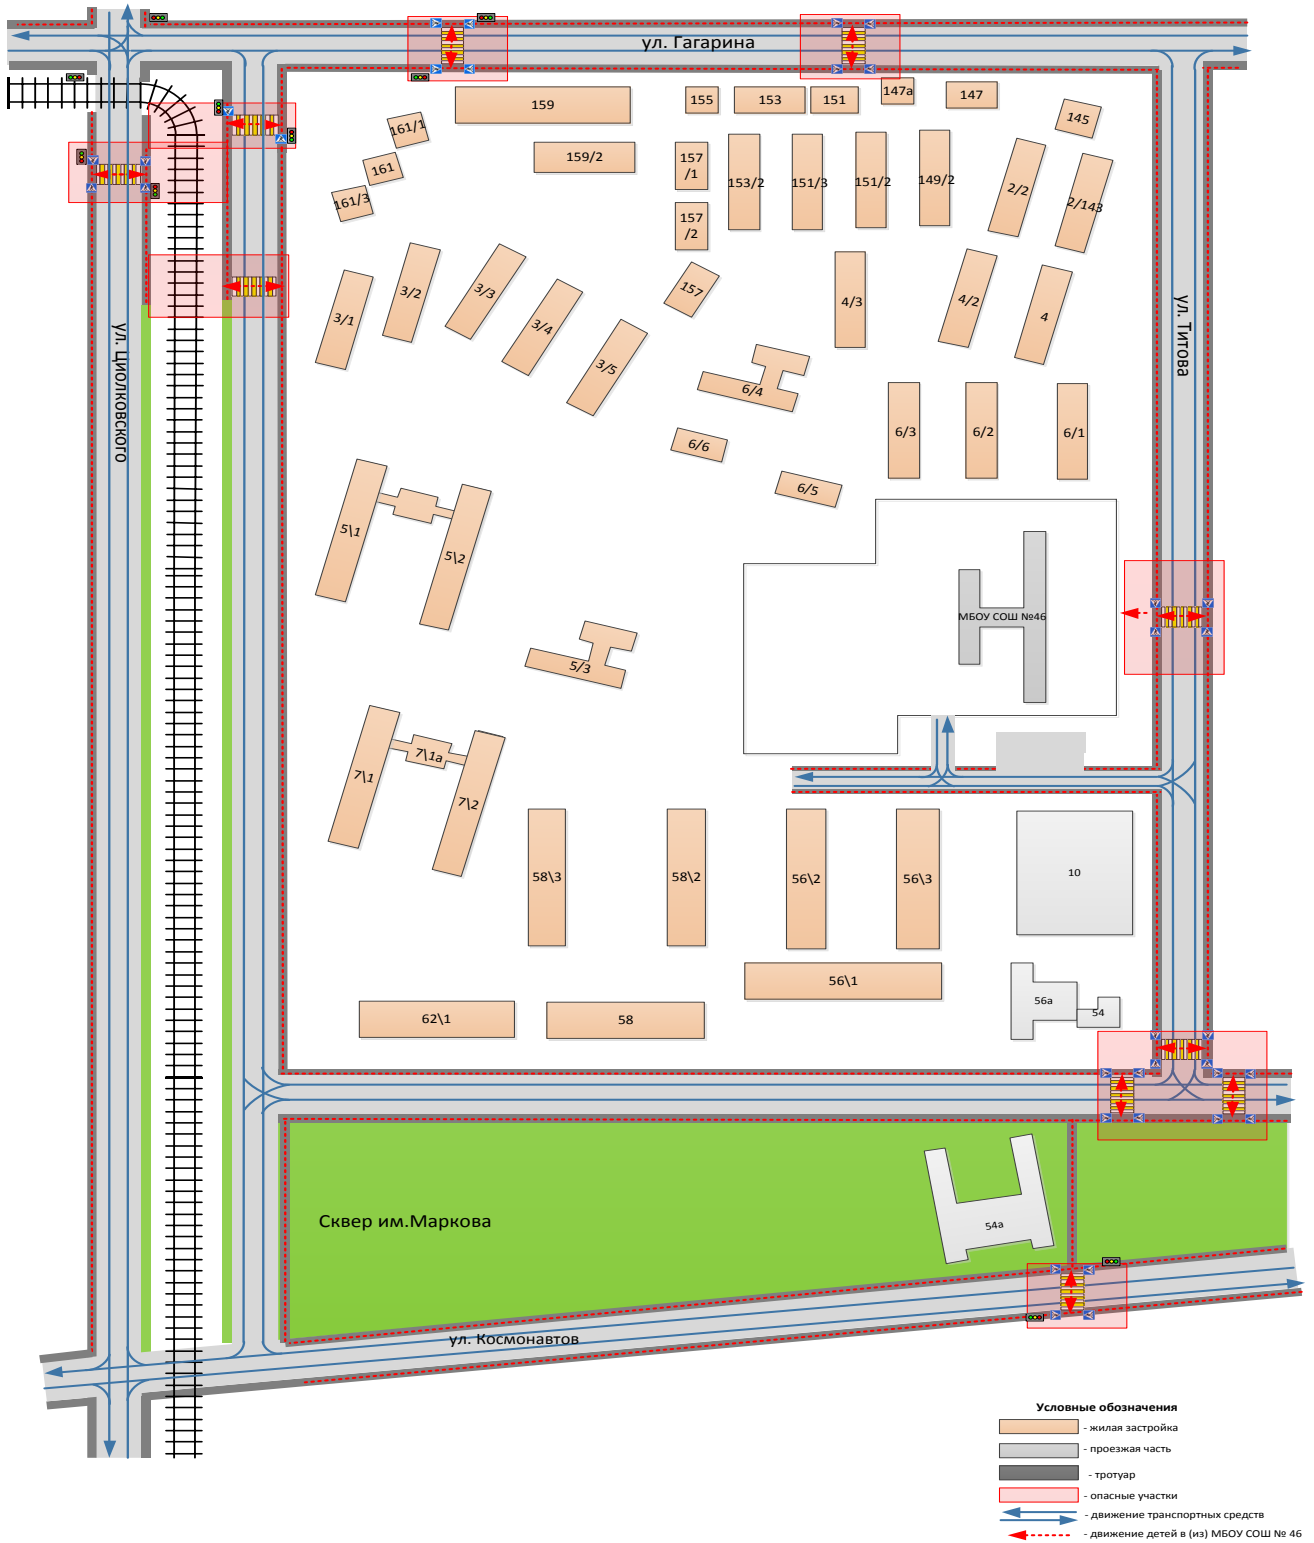 ул. Гагарина
159
155
153
151
147а
147
145
161/1
159/2
157
/1
153/2
151/3
151/2
149/2
2/2
2/143
161
161/3
157
/2
3/1
3/2
3/3
3/4
3/5
157
4/3
4/2
4
ул. Титова
ул. Циолковского
6/4
6/6
6/5
6/3
6/2
6/1
5\1
5\2
МБОУ СОШ №46
5/3
7\1
7\1а
7\2
58\3
58\2
56\2
56\3
10
56\1
56а
54
62\1
58
Сквер им.Маркова
54а
ул. Космонавтов
Условные обозначения
- жилая застройка
- проезжая часть
- тротуар
- опасные участки
- движение транспортных средств
- движение детей в (из) МБОУ СОШ № 46